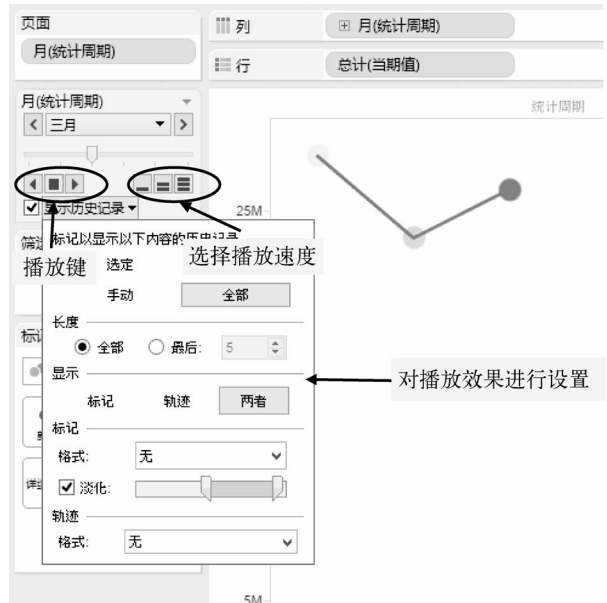 页面
月(统计周期)
月(统计周期)
三月
显示历史记录
列
月(统计周期)
行
总计(当期值)
统计周期
25M
5M
标记以显示以下内容的历史记录
选定
手动
全部
长度
全部
最后:
5
显示
标记
轨迹
两者
标记
格式:
无
淡化:
轨迹
格式:
无
播放键
选择播放速度
对播放效果进行设置